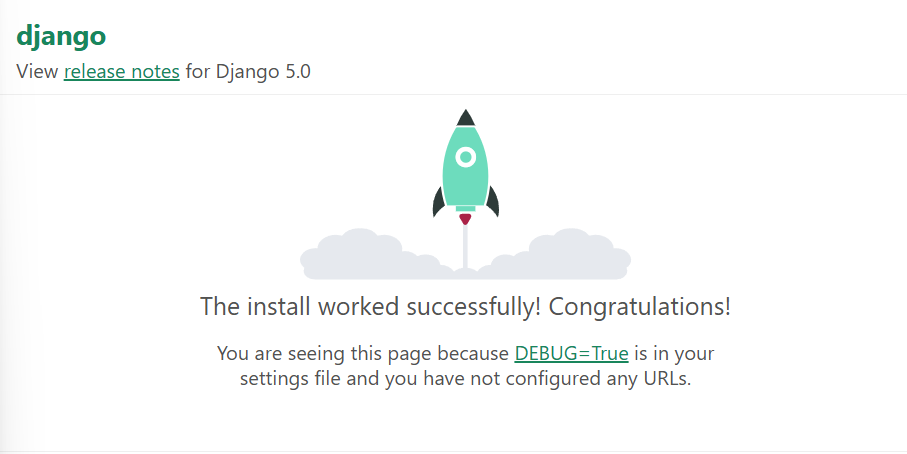 django
View release notes for Django 5.0
The install worked successfully! Congratulations!
You are seeing this page because DEBUG=True is in your
settings file and you have not configured any URLs.